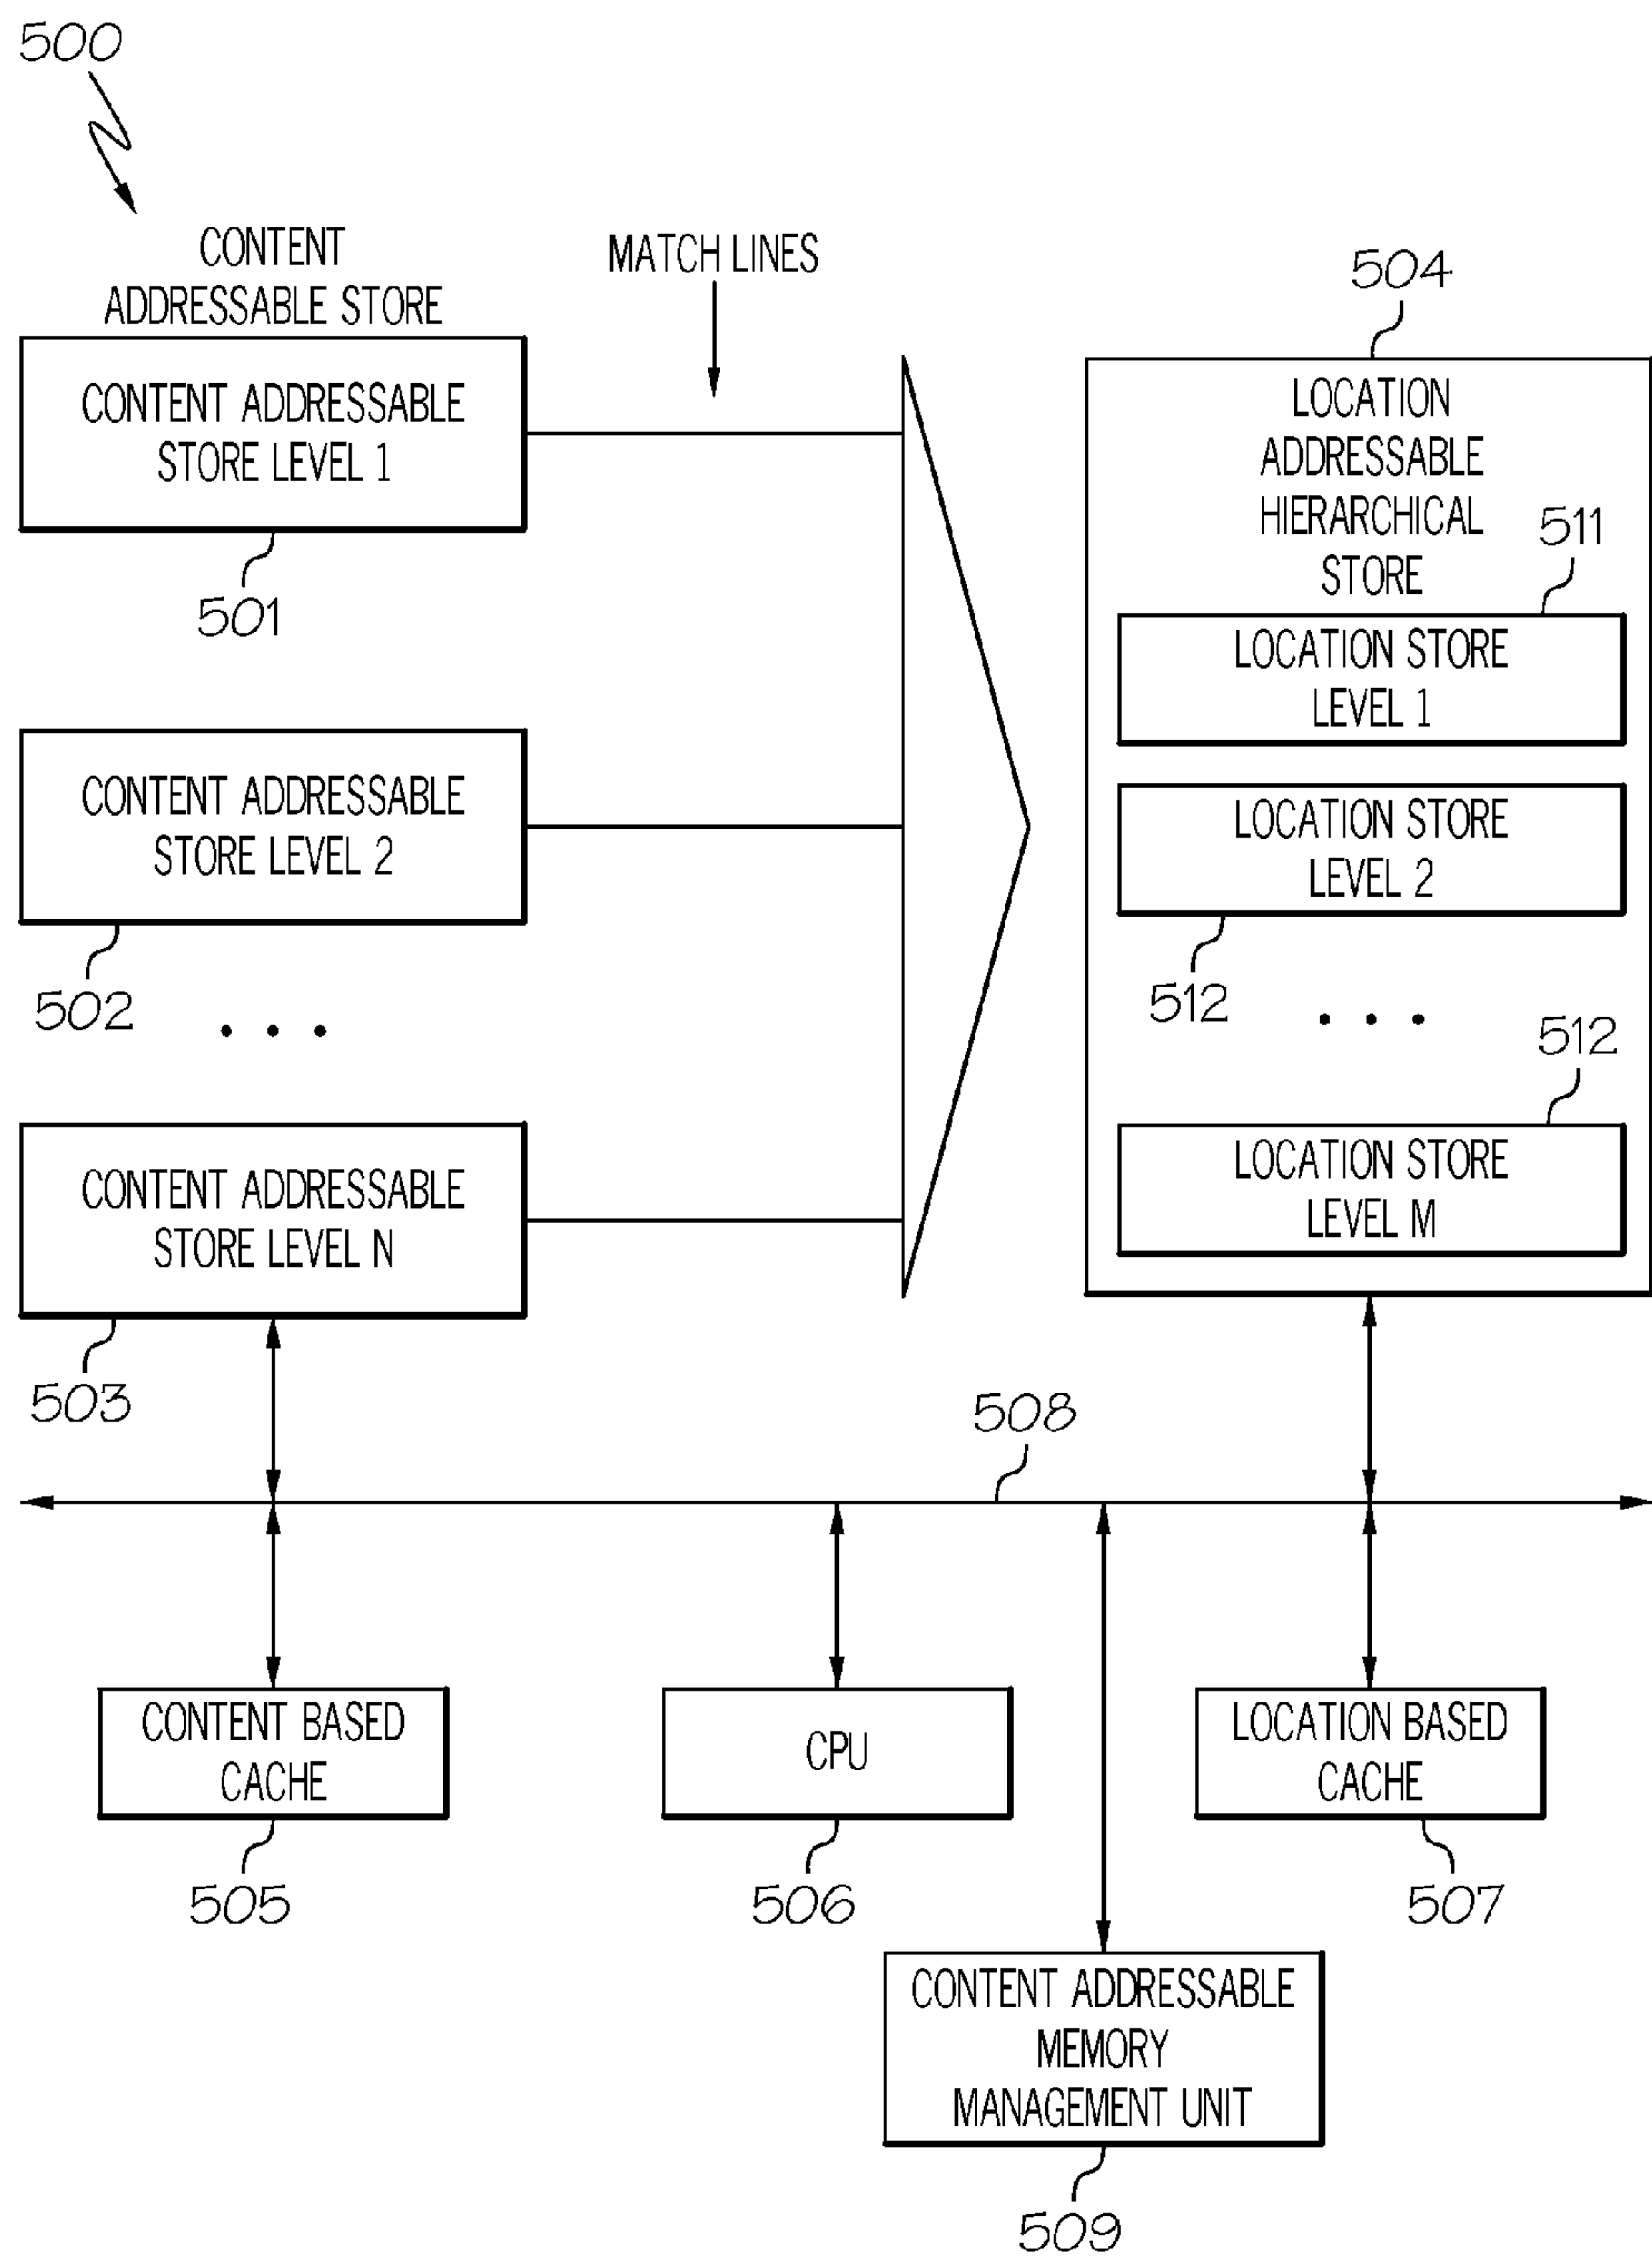 500
CONTENT
ADDRESSABLE STORE
MATCH LINES
CONTENT ADDRESSABLE
STORE LEVEL 1
501
CONTENT ADDRESSABLE
STORE LEVEL 2
502
. . .
CONTENT ADDRESSABLE
STORE LEVEL N
503
504
LOCATION
ADDRESSABLE
HIERARCHICAL
STORE
511
LOCATION STORE
LEVEL 1
LOCATION STORE
LEVEL 2
512
. . .
512
LOCATION STORE
LEVEL M
508
CONTENT BASED
CACHE
505
CPU
506
LOCATION BASED
CACHE
507
CONTENT ADDRESSABLE
MEMORY
MANAGEMENT UNIT
509